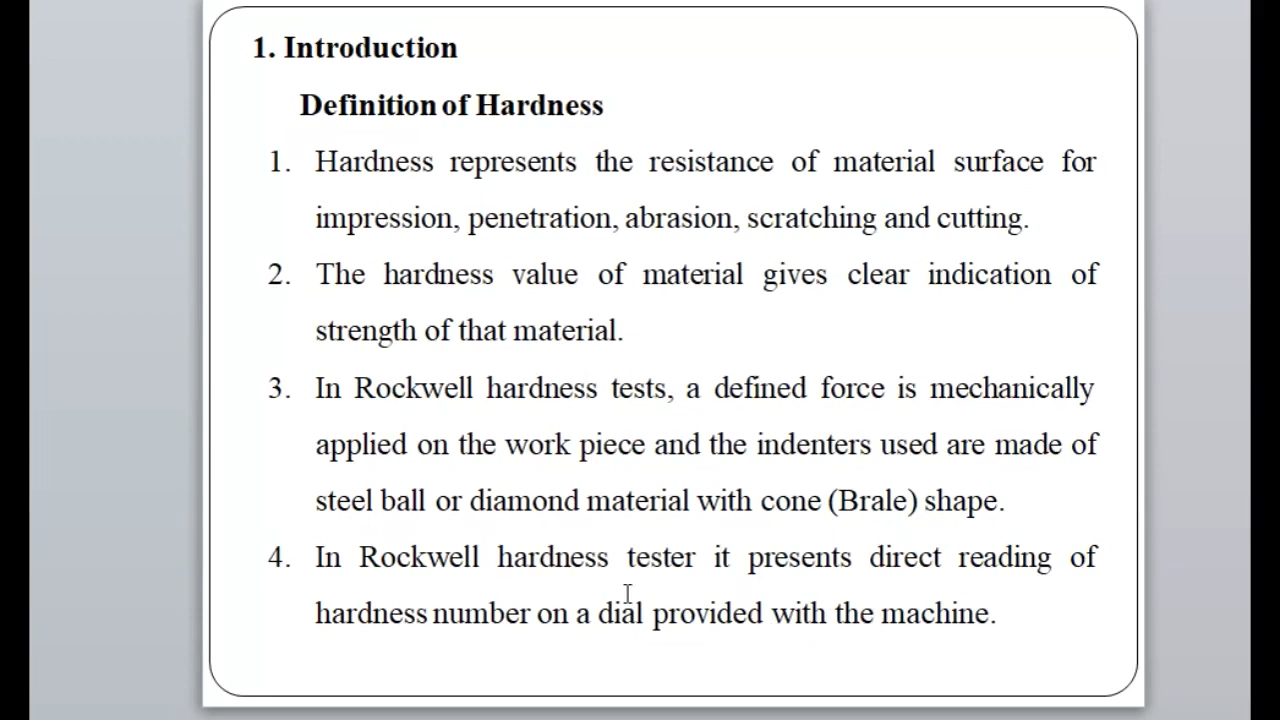 1. Introduction
Definition of Hardness
1. Hardness represents the resistance of material surface for
impression, penetration, abrasion, scratching and cutting.
2. The hardness value of material gives clear indication of
strength of that material.
3. In Rockwell hardness tests, a defined force is mechanically
applied on the work piece and the indenters used are made of
steel ball or diamond material with cone (Brale) shape.
4. In Rockwell hardness tester it presents direct reading of
hardness number on a dial provided with the machine.